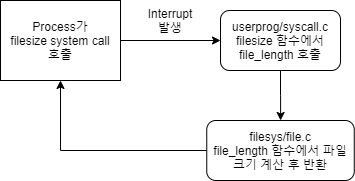 Process가
filesize system call
호출
Interrupt
발생
userprog/syscall.c
filesize 함수에서
file_length 호출
filesys/file.c
file_length 함수에서 파일
크기 계산 후 반환